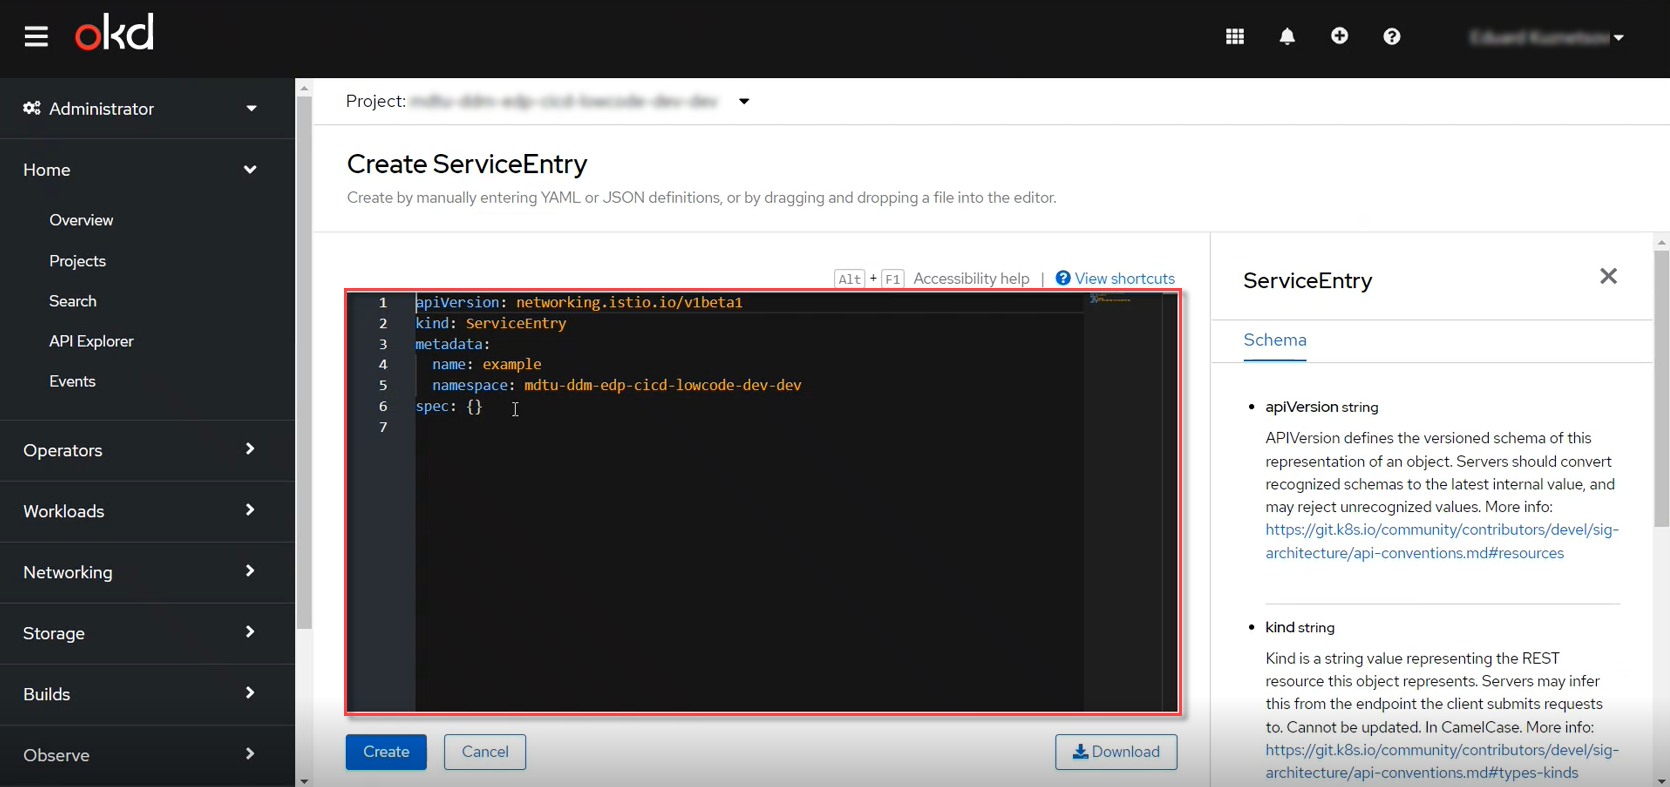 okd
Administrator
Project:
Home
Create ServiceEntry
Create by manually entering YAML or JSON definitions, or by dragging and dropping a file into the editor.
Overview
Projects
Search
API Explorer
Events
Operators
Workloads
Networking
Storage
Builds
Observe
Alt + F1 Accessibility help | View shortcuts
1 apiVersion: networking.istio.io/v1beta1
2 kind: ServiceEntry
3 metadata:
4 name: example
5 namespace: mdtu-ddm-edp-cicd-lowcode-dev-dev
6 spec: {}
7
Create
Cancel
Download
ServiceEntry
Schema
• apiVersion string
APIVersion defines the versioned schema of this
representation of an object. Servers should convert
recognized schemas to the latest internal value, and
may reject unrecognized values. More info:
https://git.k8s.io/community/contributors/devel/sig-
architecture/api-conventions.md#resources
• kind string
Kind is a string value representing the REST
resource this object represents. Servers may infer
this from the endpoint the client submits requests
to. Cannot be updated. In CamelCase. More info:
https://git.k8s.io/community/contributors/devel/sig-
architecture/api-conventions.md#types-kinds